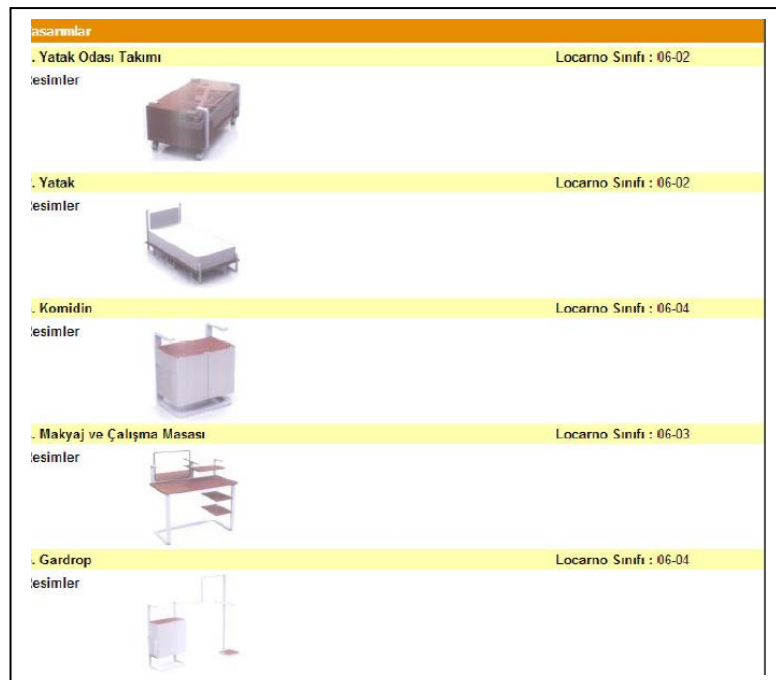 asarımlar
. Yatak Odası Takımı Locarno Sınıfı : 06-02
esimler
. Yatak Locarno Sınıfı : 06-02
esimler
. Komidin Locarno Sınıfı : 06-04
esimler
. Makyaj ve Çalışma Masası Locarno Sınıfı : 06-03
esimler
. Gardrop Locarno Sınıfı : 06-04
esimler